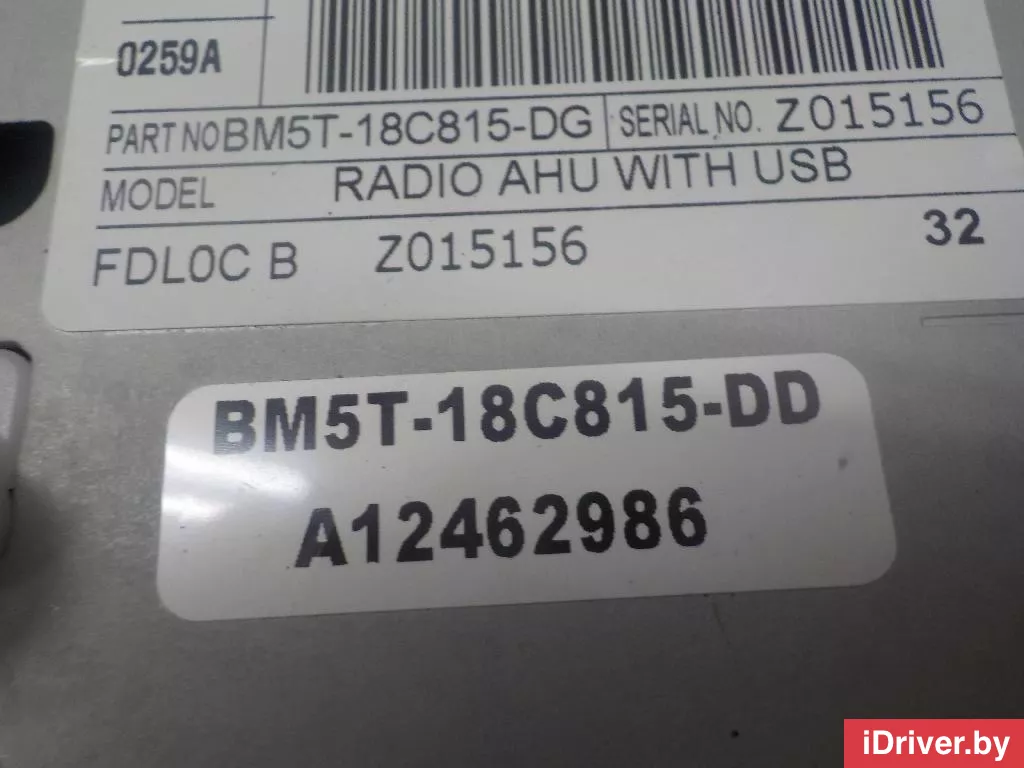 0259A
PART NO BM5T-18C815-DG SERIAL NO. Z015156
MODEL RADIO AHU WITH USB
FDLOC B Z015156 32
BM5T-18C815-DD
A12462986
iDriver.by